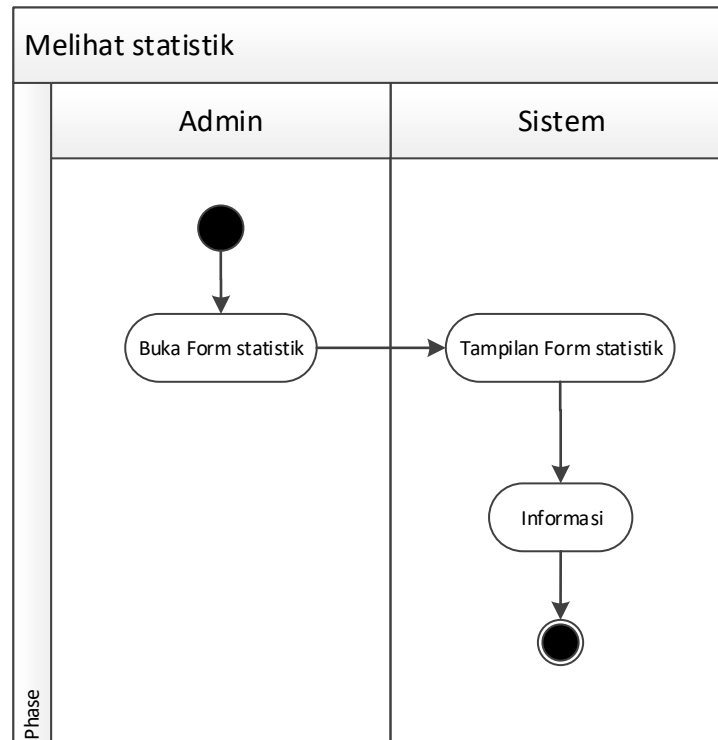 Melihat statistik
Admin
Sistem
Buka Form statistik
Tampilan Form statistik
Informasi
Phase